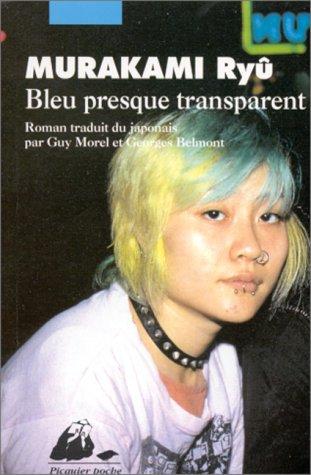 MURAKAMI Ryû
Bleu presque transparent
Roman traduit du japonais
par Guy Morel et Georges Belmont
Picquier poche